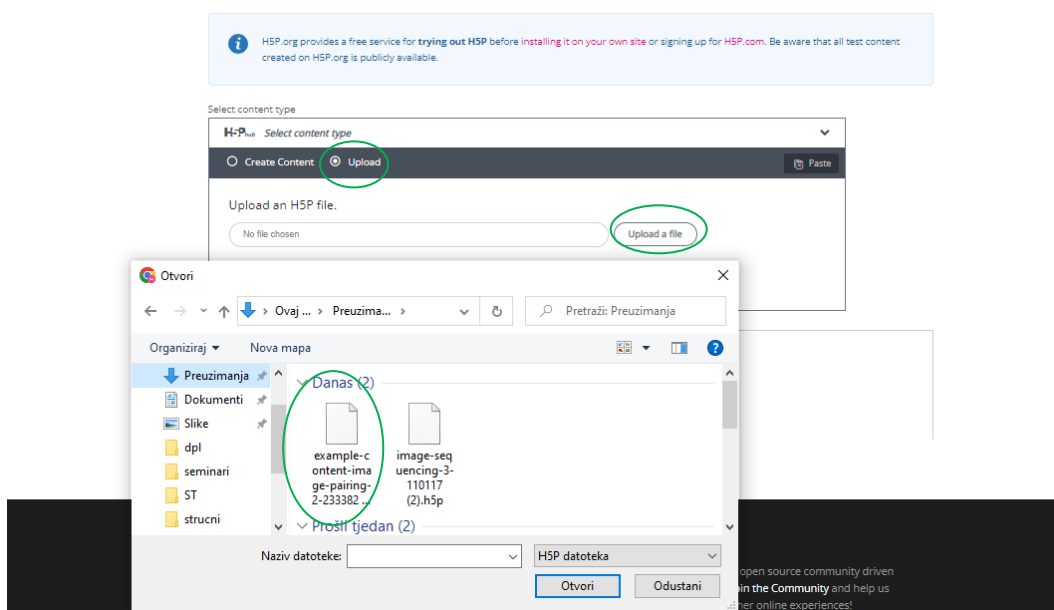 H5P.org provides a free service for trying out H5P before installing it on your own site or signing up for H5P.com. Be aware that all test content
created on H5P.org is publicly available.
Select content type
H5P hub Select content type
Create Content Upload
Paste
Upload an H5P file.
No file chosen
Upload a file
Otvori
Ovaj ... › Preuzima... ›
Pretraži: Preuzimanja
Organiziraj
Nova mapa
Preuzimanja
Dokumenti
Slike
dpl
seminari
ST
strucni
Danas (2)
example-c
ontent-ima
ge-pairing-
2-233382 ...
image-seq
uencing-3-
110117
(2).h5p
Prošli tjedan (2)
Naziv datoteke:
H5P datoteka
Otvori
Odustani
open source community driven
in the Community and help us
her online experiences!